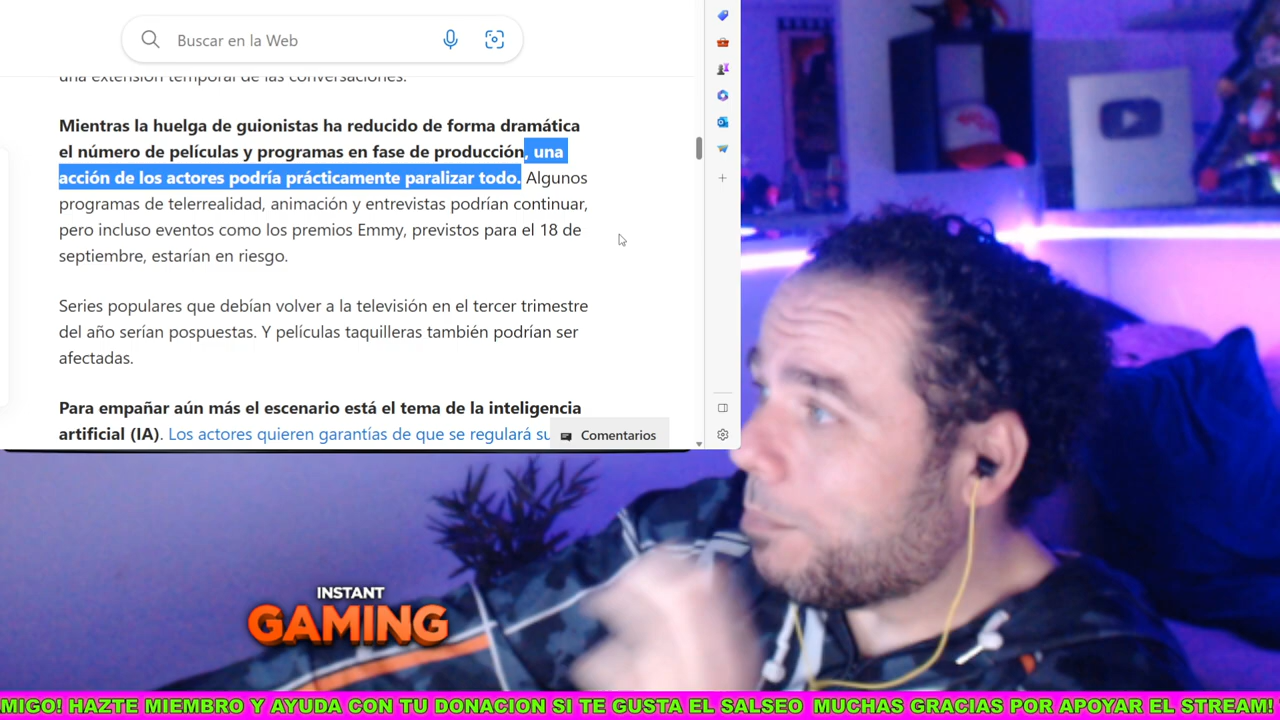 Buscar en la Web
una extensión temporal de las conversaciones.
Mientras la huelga de guionistas ha reducido de forma dramática
el número de películas y programas en fase de producción, una
acción de los actores podría prácticamente paralizar todo. Algunos
programas de telerrealidad, animación y entrevistas podrían continuar,
pero incluso eventos como los premios Emmy, previstos para el 18 de
septiembre, estarían en riesgo.
Series populares que debían volver a la televisión en el tercer trimestre
del año serían pospuestas. Y películas taquilleras también podrían ser
afectadas.
Para empañar aún más el escenario está el tema de la inteligencia
artificial (IA). Los actores quieren garantías de que se regulará su
Comentarios
INSTANT
GAMING
MIGO! HAZTE MIEMBRO Y AYUDA CON TU DONACION SI TE GUSTA EL SALSEO MUCHAS GRACIAS POR APOYAR EL STREAM!